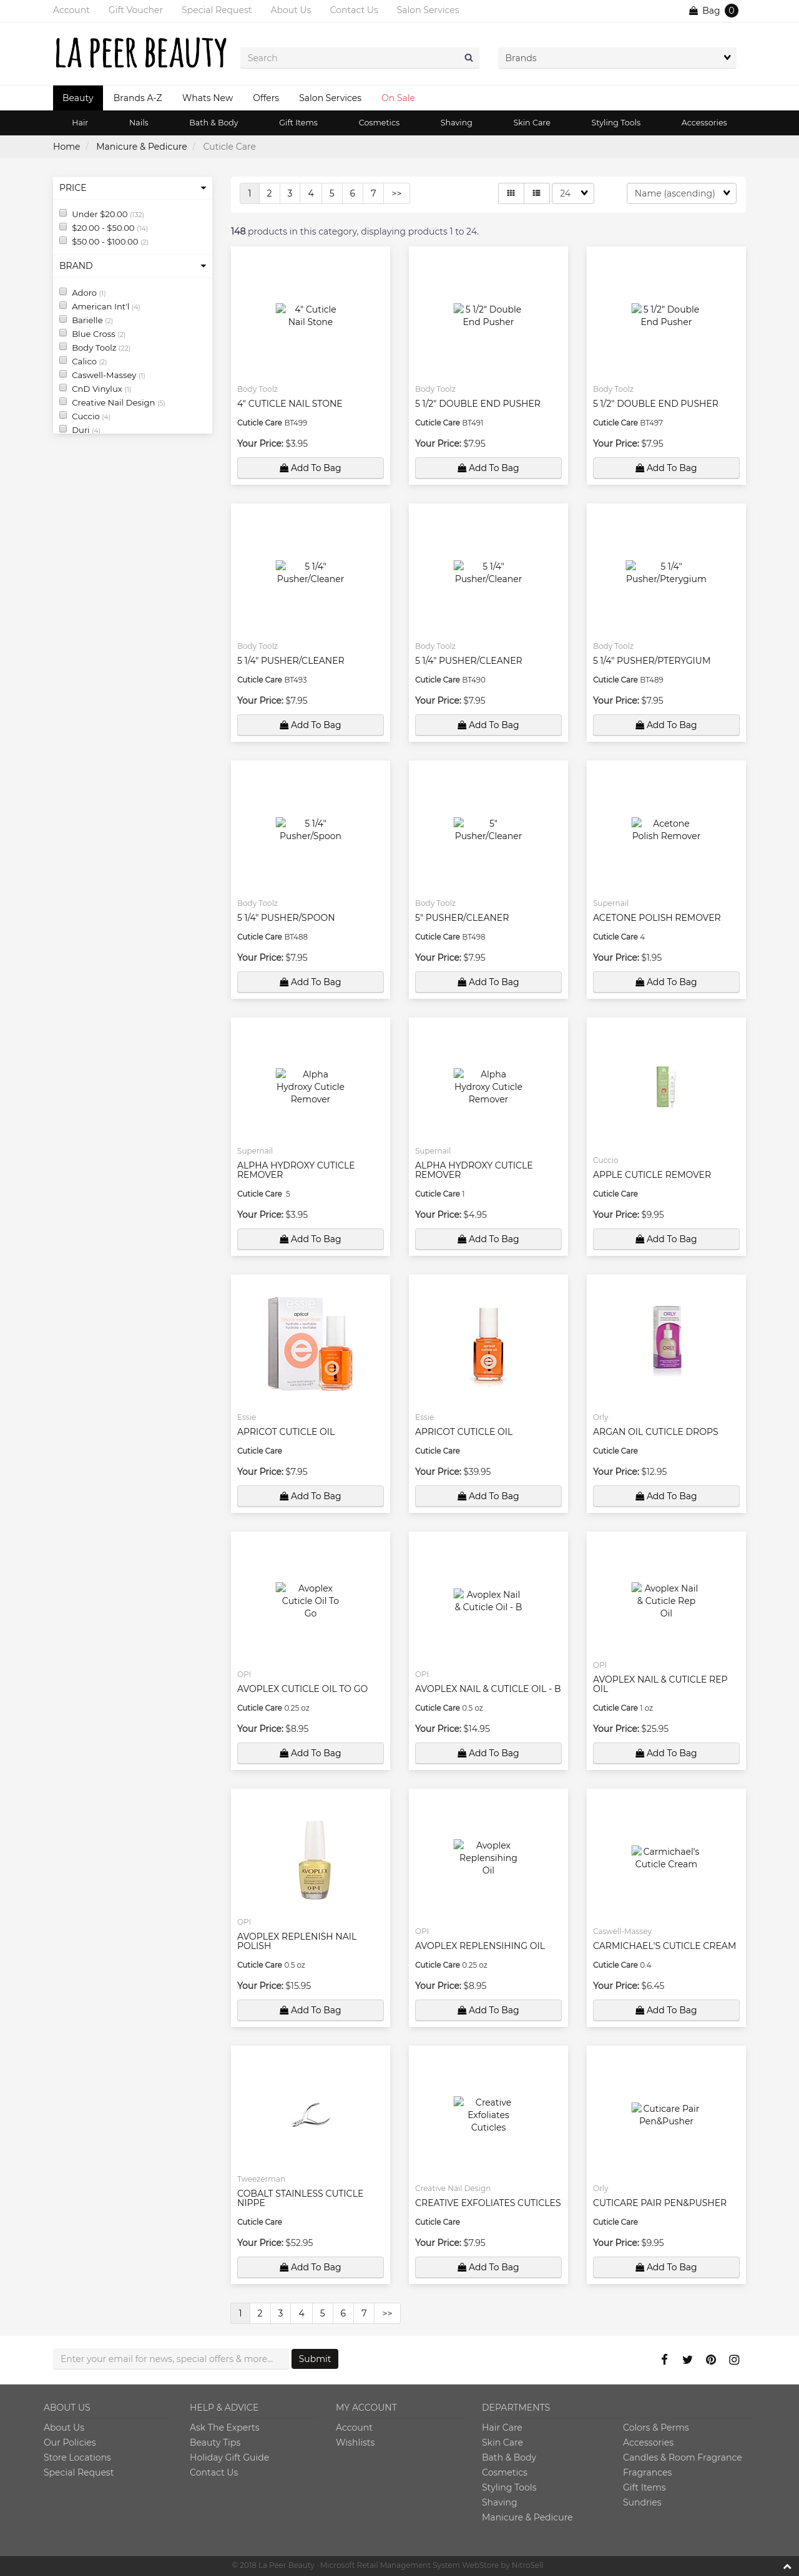 Account Gift Voucher Special Request About Us Contact Us Salon Services Bag 0
LA PEER BEAUTY
Search
Brands
Beauty Brands A-Z Whats New Offers Salon Services On Sale
Hair Nails Bath & Body Gift Items Cosmetics Shaving Skin Care Styling Tools Accessories
Home / Manicure & Pedicure / Cuticle Care
PRICE
Under $20.00 (132)
$20.00 - $50.00 (14)
$50.00 - $100.00 (2)
BRAND
Adoro (1)
American Int'l (4)
Barielle (2)
Blue Cross (2)
Body Toolz (22)
Calico (2)
Caswell-Massey (1)
CnD Vinylux (1)
Creative Nail Design (5)
Cuccio (4)
Duri (4)
1 2 3 4 5 6 7 >> 24 Name (ascending)
148 products in this category, displaying products 1 to 24.
4" Cuticle
Nail Stone
Body Toolz
4" CUTICLE NAIL STONE
Cuticle Care BT499
Your Price: $3.95
Add To Bag
5 1/2" Double
End Pusher
Body Toolz
5 1/2" DOUBLE END PUSHER
Cuticle Care BT491
Your Price: $7.95
Add To Bag
5 1/2" Double
End Pusher
Body Toolz
5 1/2" DOUBLE END PUSHER
Cuticle Care BT497
Your Price: $7.95
Add To Bag
5 1/4"
Pusher/Cleaner
Body Toolz
5 1/4" PUSHER/CLEANER
Cuticle Care BT493
Your Price: $7.95
Add To Bag
5 1/4"
Pusher/Cleaner
Body Toolz
5 1/4" PUSHER/CLEANER
Cuticle Care BT490
Your Price: $7.95
Add To Bag
5 1/4"
Pusher/Pterygium
Body Toolz
5 1/4" PUSHER/PTERYGIUM
Cuticle Care BT489
Your Price: $7.95
Add To Bag
5 1/4"
Pusher/Spoon
Body Toolz
5 1/4" PUSHER/SPOON
Cuticle Care BT488
Your Price: $7.95
Add To Bag
5"
Pusher/Cleaner
Body Toolz
5" PUSHER/CLEANER
Cuticle Care BT498
Your Price: $7.95
Add To Bag
Acetone
Polish Remover
Supernail
ACETONE POLISH REMOVER
Cuticle Care 4
Your Price: $1.95
Add To Bag
Alpha
Hydroxy Cuticle
Remover
Supernail
ALPHA HYDROXY CUTICLE
REMOVER
Cuticle Care .5
Your Price: $3.95
Add To Bag
Alpha
Hydroxy Cuticle
Remover
Supernail
ALPHA HYDROXY CUTICLE
REMOVER
Cuticle Care 1
Your Price: $4.95
Add To Bag
Cuccio
APPLE CUTICLE REMOVER
Cuticle Care
Your Price: $9.95
Add To Bag
apricot
Essie
APRICOT CUTICLE OIL
Cuticle Care
Your Price: $7.95
Add To Bag
Essie
APRICOT CUTICLE OIL
Cuticle Care
Your Price: $39.95
Add To Bag
ORLY
ORLY
Orly
ARGAN OIL CUTICLE DROPS
Cuticle Care
Your Price: $12.95
Add To Bag
Avoplex
Cuticle Oil To
Go
OPI
AVOPLEX CUTICLE OIL TO GO
Cuticle Care 0.25 oz
Your Price: $8.95
Add To Bag
Avoplex Nail
& Cuticle Oil - B
OPI
AVOPLEX NAIL & CUTICLE OIL - B
Cuticle Care 0.5 oz
Your Price: $14.95
Add To Bag
Avoplex Nail
& Cuticle Rep
Oil
OPI
AVOPLEX NAIL & CUTICLE REP
OIL
Cuticle Care 1 oz
Your Price: $25.95
Add To Bag
AVOPLEX
O·P·I
OPI
AVOPLEX REPLENISH NAIL
POLISH
Cuticle Care 0.5 oz
Your Price: $15.95
Add To Bag
Avoplex
Replensihing
Oil
OPI
AVOPLEX REPLENSIHING OIL
Cuticle Care 0.25 oz
Your Price: $8.95
Add To Bag
Carmichael's
Cuticle Cream
Caswell-Massey
CARMICHAEL'S CUTICLE CREAM
Cuticle Care 0.4
Your Price: $6.45
Add To Bag
Tweezerman
COBALT STAINLESS CUTICLE
NIPPE
Cuticle Care
Your Price: $52.95
Add To Bag
Creative
Exfoliates
Cuticles
Creative Nail Design
CREATIVE EXFOLIATES CUTICLES
Cuticle Care
Your Price: $7.95
Add To Bag
Cuticare Pair
Pen&Pusher
Orly
CUTICARE PAIR PEN&PUSHER
Cuticle Care
Your Price: $9.95
Add To Bag
1 2 3 4 5 6 7 >>
Enter your email for news, special offers & more... Submit
ABOUT US
About Us
Our Policies
Store Locations
Special Request
HELP & ADVICE
Ask The Experts
Beauty Tips
Holiday Gift Guide
Contact Us
MY ACCOUNT
Account
Wishlists
DEPARTMENTS
Hair Care
Skin Care
Bath & Body
Cosmetics
Styling Tools
Shaving
Manicure & Pedicure
Colors & Perms
Accessories
Candles & Room Fragrance
Fragrances
Gift Items
Sundries
© 2018 La Peer Beauty · Microsoft Retail Management System WebStore by NitroSell